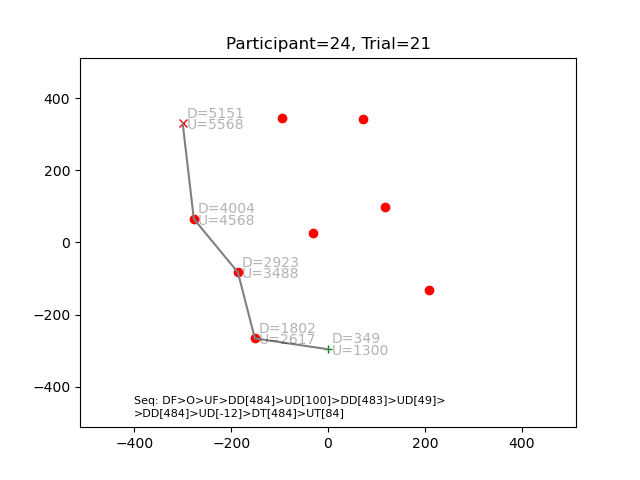 Participant=24, Trial=21
400
200
0
−200
−400
D=5151
U=5568
D=4004
U=4568
D=2923
U=3488
D=1802
U=2617
D=349
U=1300
Seq: DF>O>UF>DD[484]>UD[100]>DD[483]>UD[49]>
>DD[484]>UD[-12]>DT[484]>UT[84]
−400 −200 0 200 400